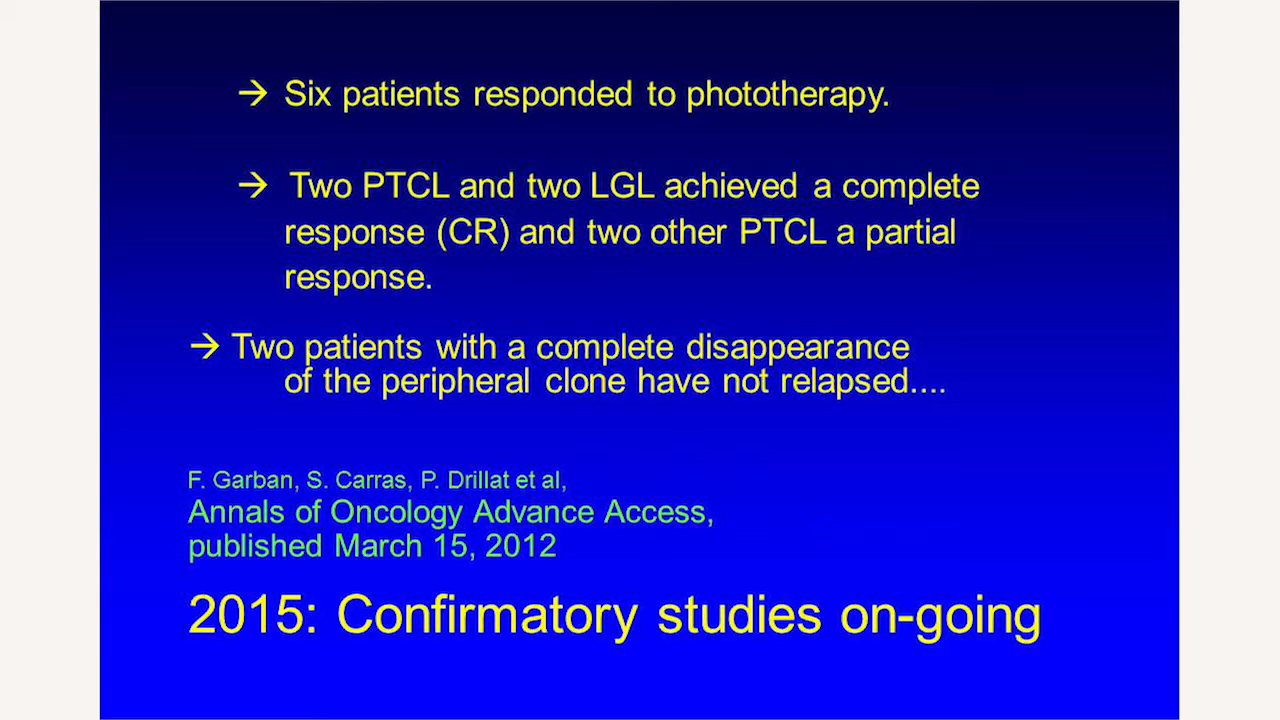 → Six patients responded to phototherapy.
→ Two PTCL and two LGL achieved a complete
response (CR) and two other PTCL a partial
response.
→ Two patients with a complete disappearance
of the peripheral clone have not relapsed....
F. Garban, S. Carras, P. Drillat et al,
Annals of Oncology Advance Access,
published March 15, 2012
2015: Confirmatory studies on-going